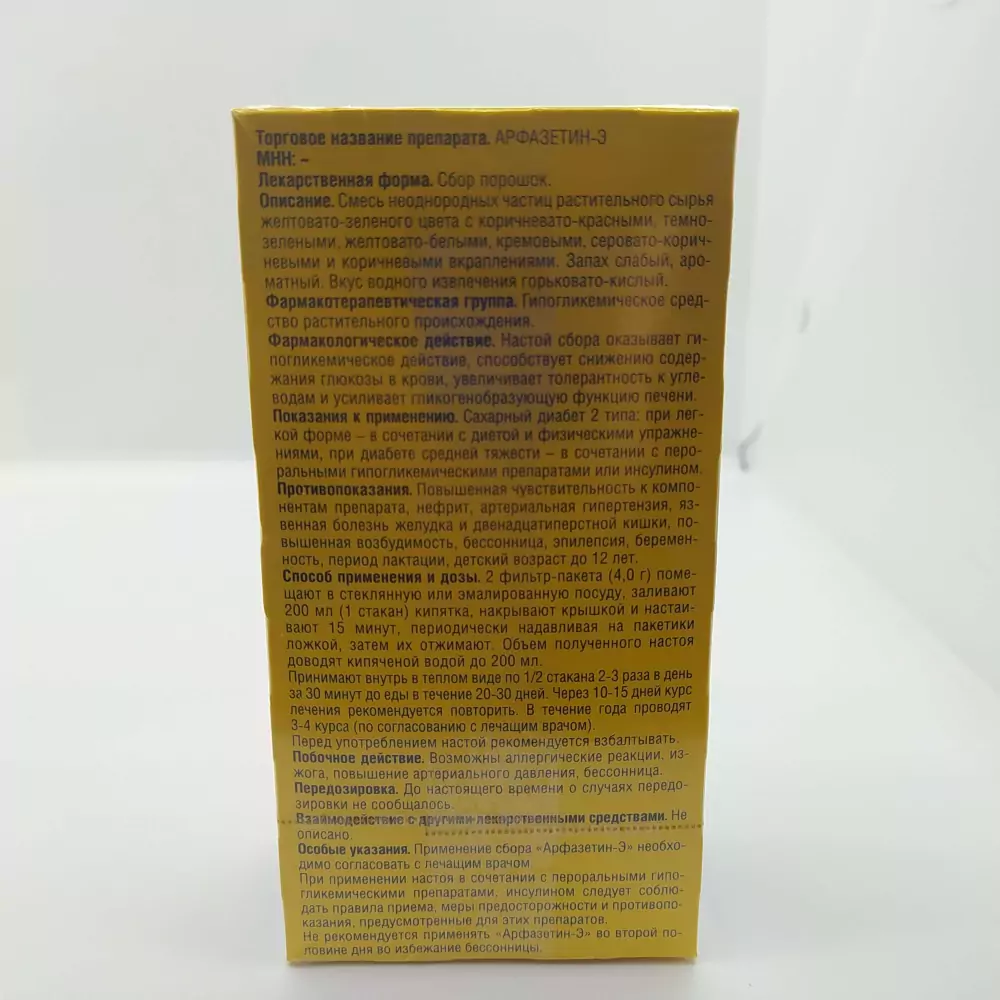 Торговое название препарата. АРФАЗЕТИН-Э
МНН: –
Лекарственная форма. Сбор порошок.
Описание. Смесь неоднородных частиц растительного сырья
желтовато-зеленого цвета с коричневато-красными, темно-
зелеными, желтовато-белыми, кремовыми, серовато-корич-
невыми и коричневыми вкраплениями. Запах слабый, аро-
матный. Вкус водного извлечения горьковато-кислый.
Фармакотерапевтическая группа. Гипогликемическое сред-
ство растительного происхождения.
Фармакологическое действие. Настой сбора оказывает ги-
погликемическое действие, способствует снижению содер-
жания глюкозы в крови, увеличивает толерантность к угле-
водам и усиливает гликогенобразующую функцию печени.
Показания к применению. Сахарный диабет 2 типа: при лег-
кой форме – в сочетании с диетой и физическими упражне-
ниями, при диабете средней тяжести – в сочетании с перо-
ральными гипогликемическими препаратами или инсулином.
Противопоказания. Повышенная чувствительность к компо-
нентам препарата, нефрит, артериальная гипертензия, яз-
венная болезнь желудка и двенадцатиперстной кишки, по-
вышенная возбудимость, бессонница, эпилепсия, беремен-
ность, период лактации, детский возраст до 12 лет.
Способ применения и дозы. 2 фильтр-пакета (4,0 г) поме-
щают в стеклянную или эмалированную посуду, заливают
200 мл (1 стакан) кипятка, накрывают крышкой и настаи-
вают 15 минут, периодически надавливая на пакетики
ложкой, затем их отжимают. Объем полученного настоя
доводят кипяченой водой до 200 мл.
Принимают внутрь в теплом виде по 1/2 стакана 2-3 раза в день
за 30 минут до еды в течение 20-30 дней. Через 10-15 дней курс
лечения рекомендуется повторить. В течение года проводят
3-4 курса (по согласованию с лечащим врачом).
Перед употреблением настой рекомендуется взбалтывать.
Побочное действие. Возможны аллергические реакции, из-
жога, повышение артериального давления, бессонница.
Передозировка. До настоящего времени о случаях передо-
зировки не сообщалось.
Взаимодействие с другими лекарственными средствами. Не
описано.
Особые указания. Применение сбора «Арфазетин-Э» необхо-
димо согласовать с лечащим врачом.
При применении настоя в сочетании с пероральными гипо-
гликемическими препаратами, инсулином следует соблю-
дать правила приема, меры предосторожности и противопо-
казания, предусмотренные для этих препаратов.
Не рекомендуется применять «Арфазетин-Э» во второй по-
ловине дня во избежание бессонницы.